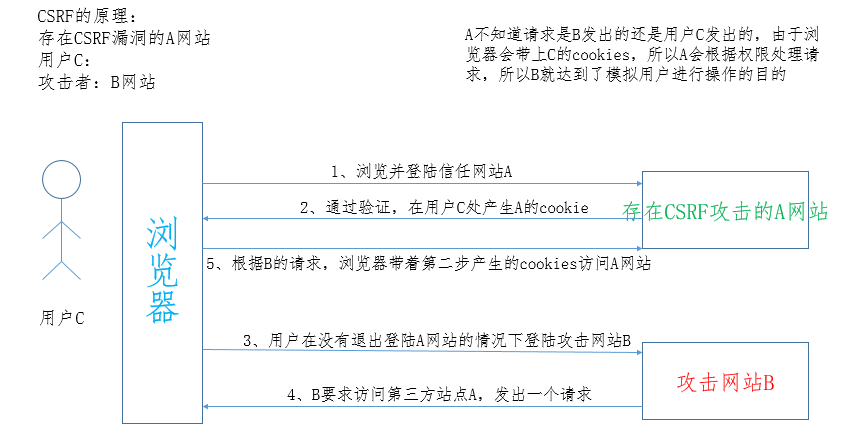 CSRF的原理：
存在CSRF漏洞的A网站
用户C：
攻击者：B网站
A不知道请求是B发出的还是用户C发出的，由于浏
览器会带上C的cookies，所以A会根据权限处理请
求，所以B就达到了模拟用户进行操作的目的
1、浏览并登陆信任网站A
2、通过验证，在用户C处产生A的cookie
存在CSRF攻击的A网站
浏览器
5、根据B的请求，浏览器带着第二步产生的cookies访问A网站
用户C
3、用户在没有退出登陆A网站的情况下登陆攻击网站B
攻击网站B
4、B要求访问第三方站点A，发出一个请求